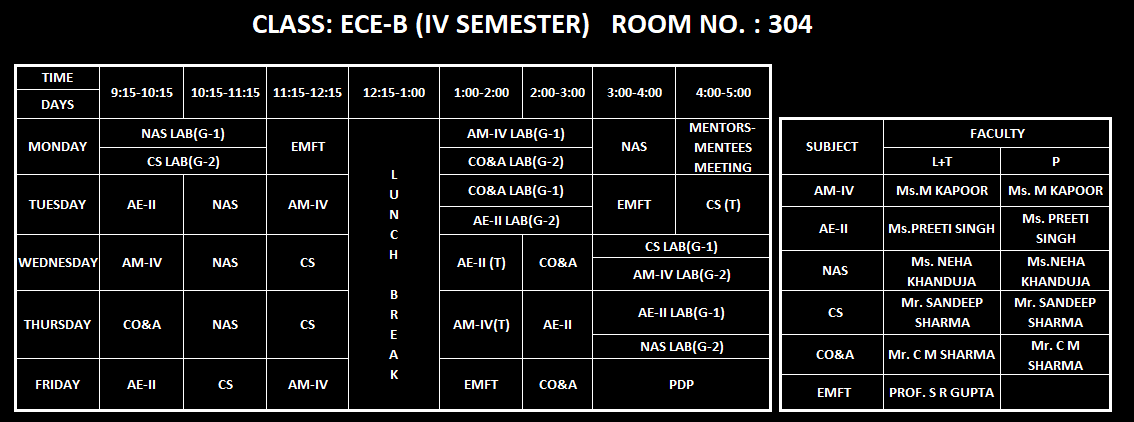 CLASS: ECE-B (IV SEMESTER) ROOM NO. : 304
TIME
DAYS
9:15-10:15 10:15-11:15 11:15-12:15 12:15-1:00 1:00-2:00 2:00-3:00 3:00-4:00 4:00-5:00
MONDAY
NAS LAB(G-1)
CS LAB(G-2)
EMFT
LUNCH BREAK
AM-IV LAB(G-1)
CO&A LAB(G-2)
NAS
MENTORS-
MENTEES
MEETING
TUESDAY
AE-II
NAS
AM-IV
CO&A LAB(G-1)
AE-II LAB(G-2)
EMFT
CS (T)
WEDNESDAY
AM-IV
NAS
CS
AE-II (T)
CO&A
CS LAB(G-1)
AM-IV LAB(G-2)
THURSDAY
CO&A
NAS
CS
AM-IV(T)
AE-II
AE-II LAB(G-1)
NAS LAB(G-2)
FRIDAY
AE-II
CS
AM-IV
EMFT
CO&A
PDP
SUBJECT
FACULTY
L+T P
AM-IV
Ms.M KAPOOR
Ms. M KAPOOR
AE-II
Ms.PREETI SINGH
Ms. PREETI
SINGH
NAS
Ms. NEHA
KHANDUJA
Ms.NEHA
KHANDUJA
CS
Mr. SANDEEP
SHARMA
Mr. SANDEEP
SHARMA
CO&A
Mr. C M SHARMA
Mr. C M
SHARMA
EMFT
PROF. S R GUPTA